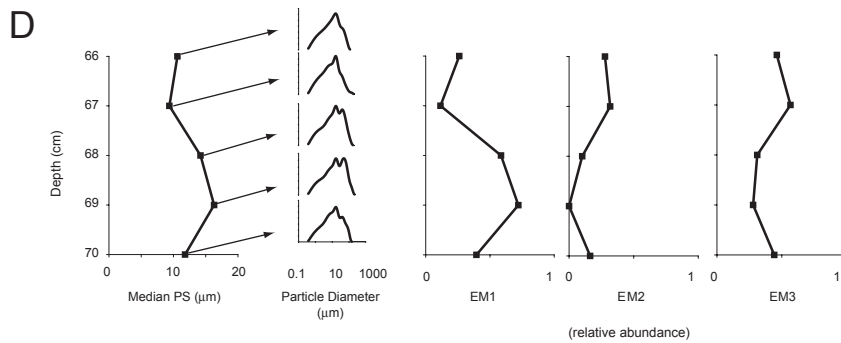 D
66
67
68
69
70
Depth (cm)
0 10 20
Median PS (μm)
0.1 10 1000
Particle Diameter
(μm)
0 1
EM1
0 1
EM2
0 1
EM3
(relative abundance)